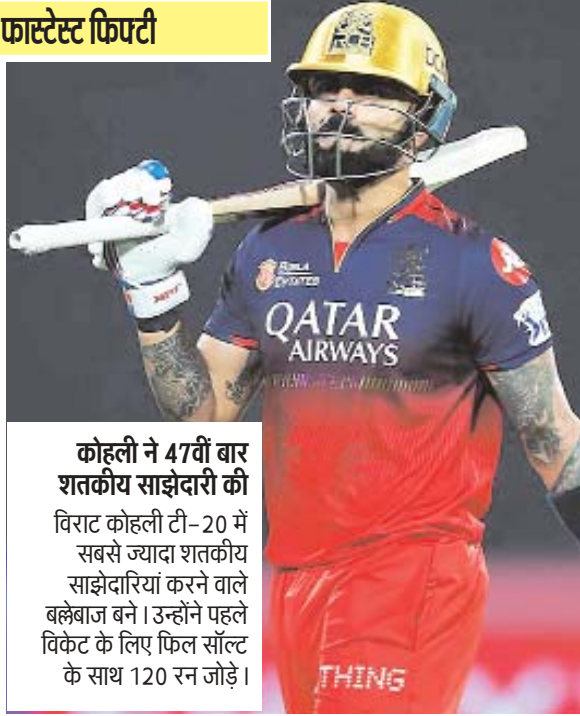 फास्टेस्ट फिफ्टी
QATAR
AIRWAYS
कोहली ने 47वीं बार
शतकीय साझेदारी की
विराट कोहली टी-20 में
सबसे ज्यादा शतकीय
साझेदारियां करने वाले
बल्लेबाज बने। उन्होंने पहले
विकेट के लिए फिल सॉल्ट
के साथ 120 रन जोड़े।
THING